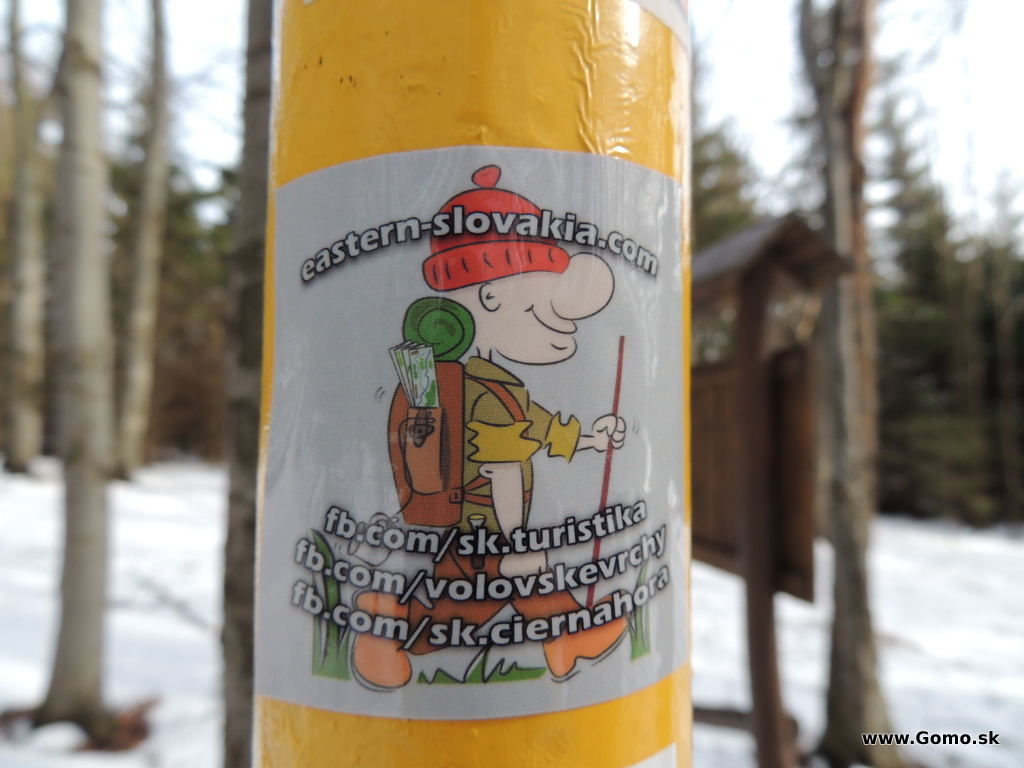 eastern-slovakia.com
fb.com/sk.turistika
fb.com/volovskevrchy
fb.com/sk.ciernahora
www.Gomo.sk